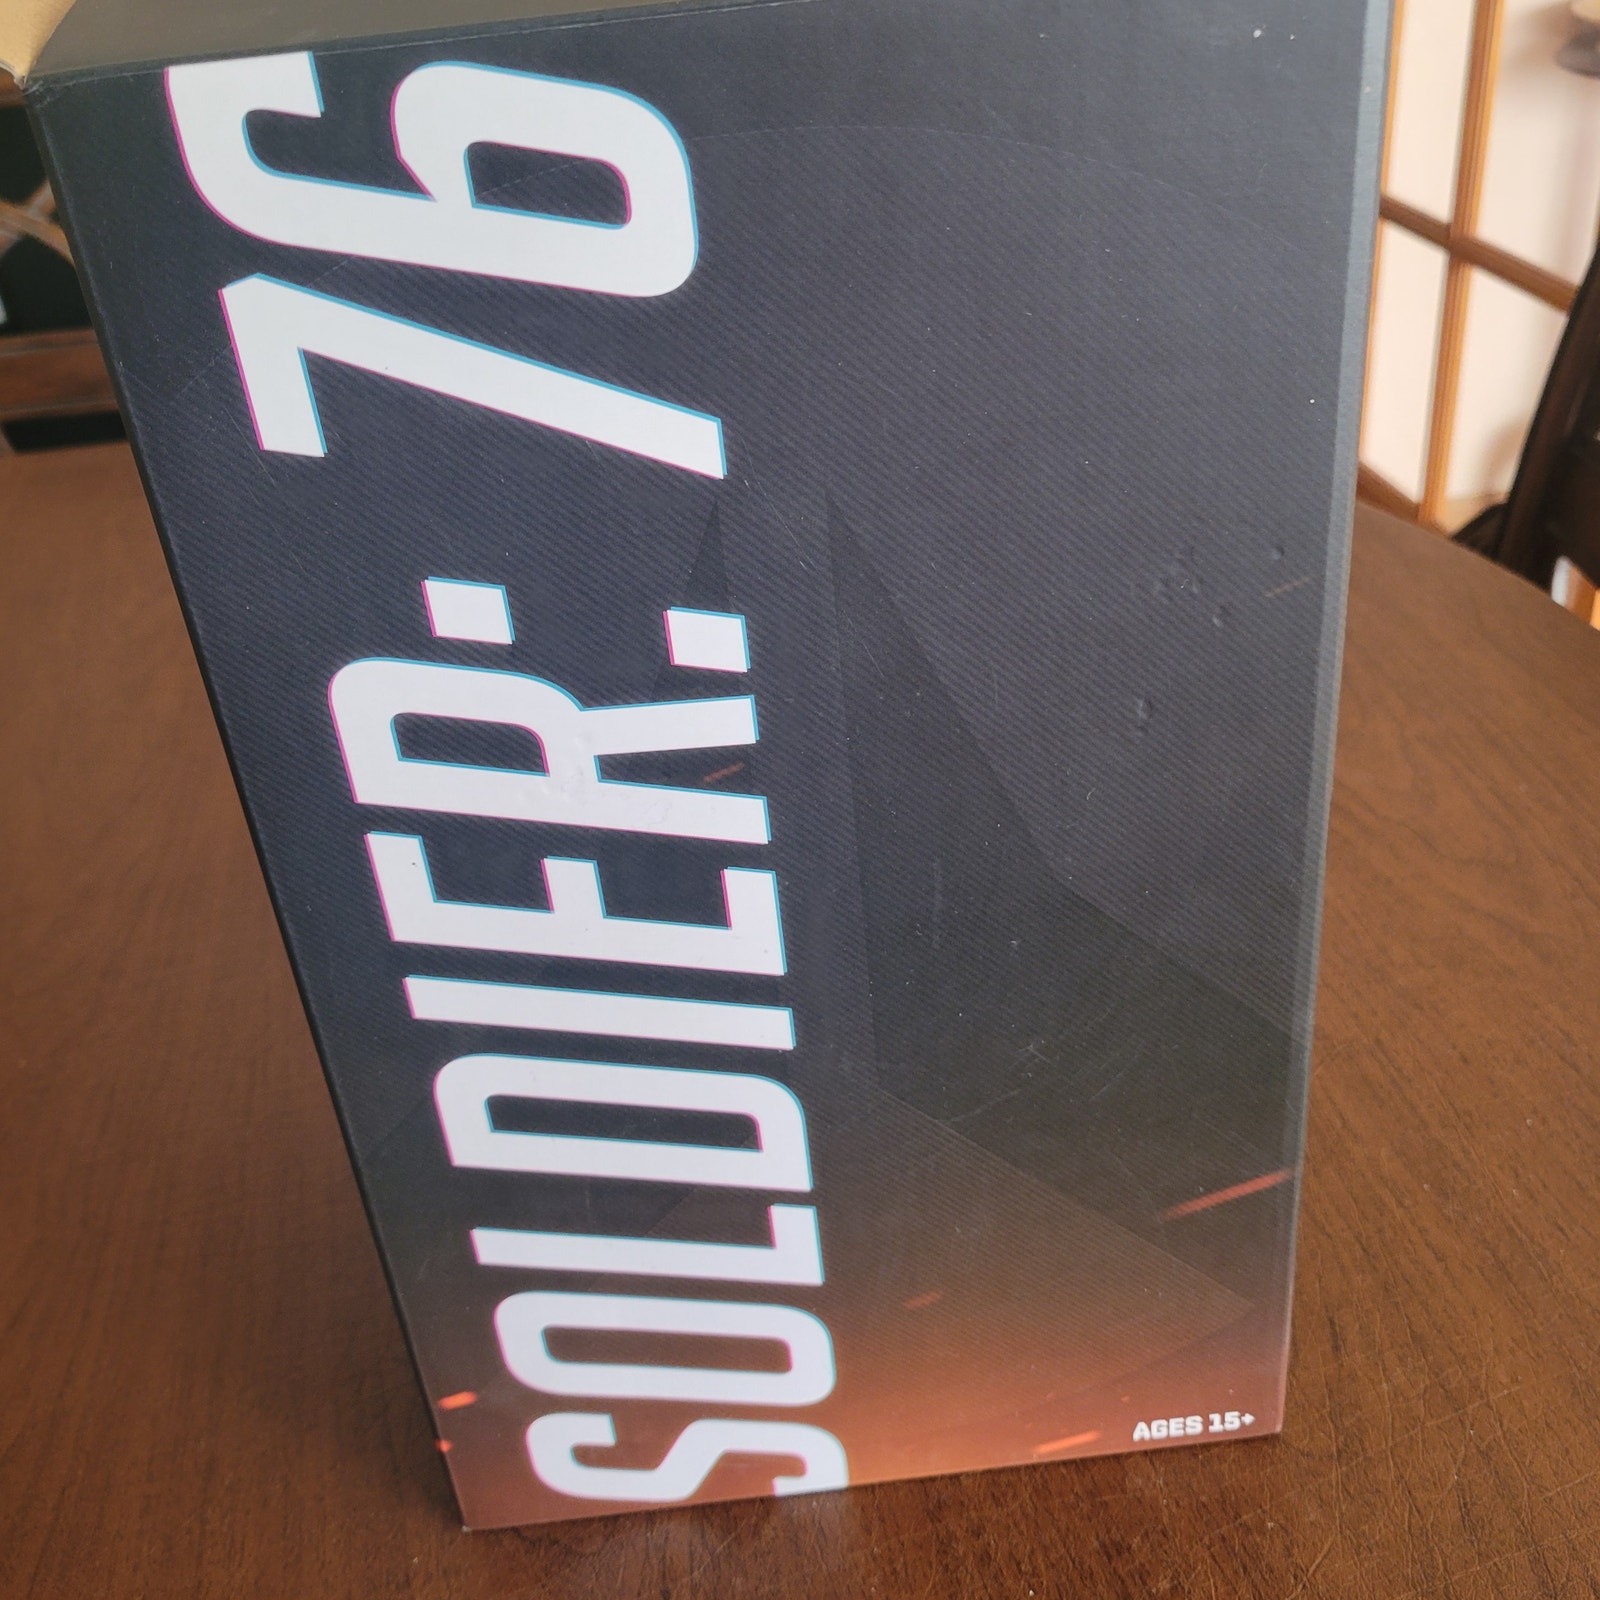 SOLDIER: 76
AGES 15+